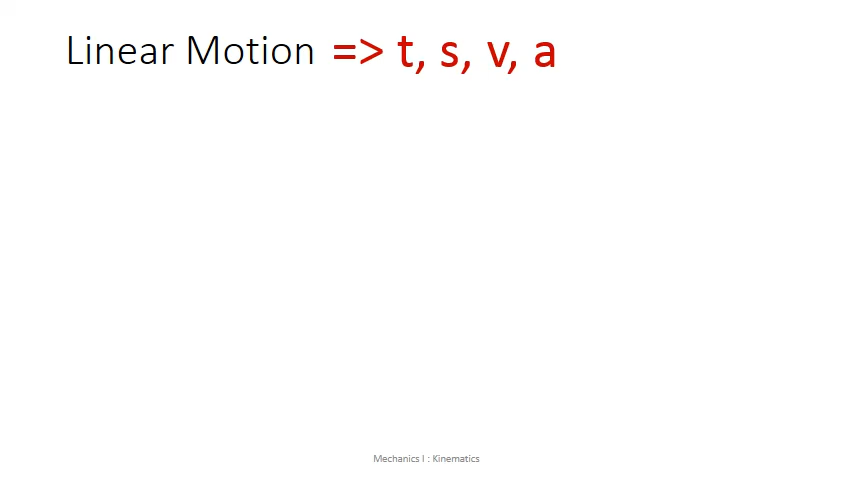 Linear Motion => t, s, v, a
Mechanics I : Kinematics